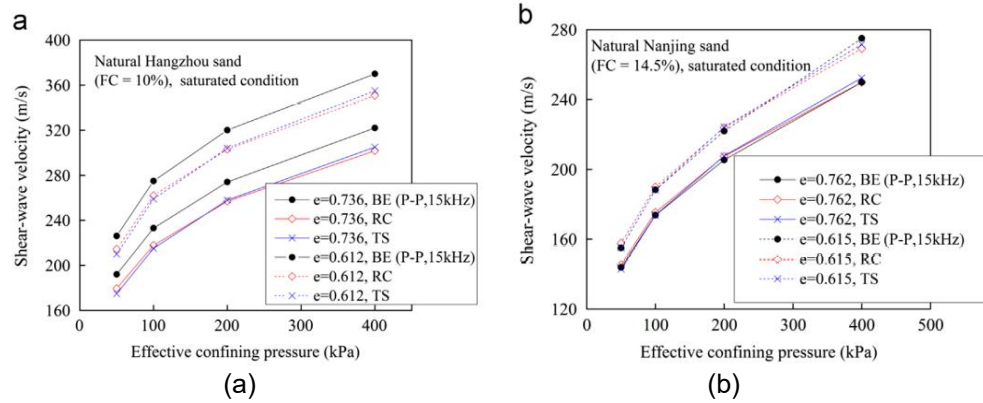 a
400
360
320
280
240
200
160
Shear-wave velocity (m/s)
Natural Hangzhou sand
(FC = 10%), saturated condition
e=0.736, BE (P-P,15kHz)
e=0.736, RC
e=0.736, TS
e=0.612, BE (P-P,15kHz)
e=0.612, RC
e=0.612, TS
0 100 200 300 400
Effective confining pressure (kPa)
(a)
b
280
240
200
160
120
Shear-wave velocity (m/s)
Natural Nanjing sand
(FC = 14.5%), saturated condition
e=0.762, BE (P-P,15kHz)
e=0.762, RC
e=0.762, TS
e=0.615, BE (P-P,15kHz)
e=0.615, RC
e=0.615, TS
0 100 200 300 400 500
Effective confining pressure (kPa)
(b)